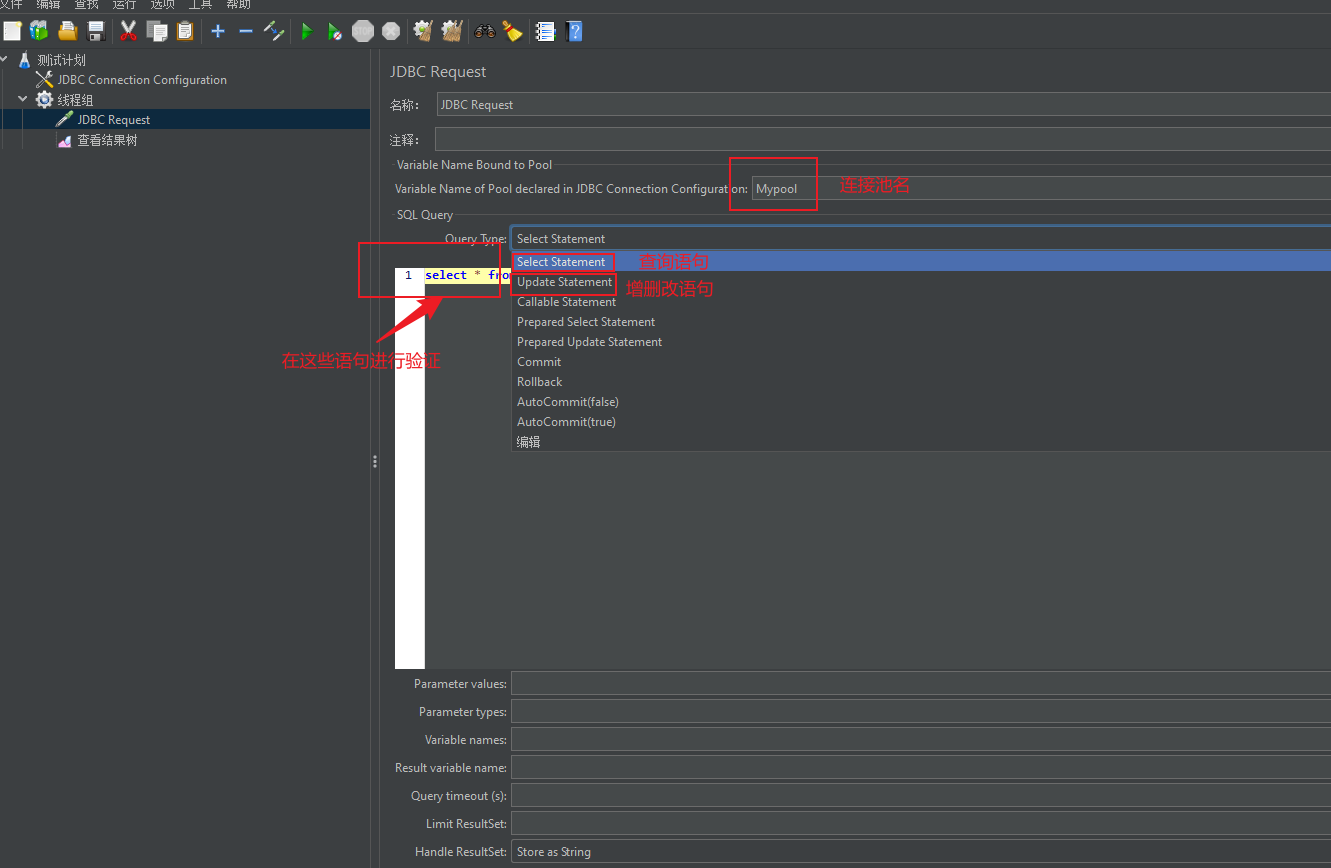 文件 编辑 查找 运行 选项 工具 帮助
测试计划
JDBC Connection Configuration
线程组
JDBC Request
查看结果树
JDBC Request
名称: JDBC Request
注释:
Variable Name Bound to Pool
Variable Name of Pool declared in JDBC Connection Configuration: Mypool 连接池名
SQL Query
Query Type: Select Statement
Select Statement 查询语句
1 select * fro
Update Statement 增删改语句
Callable Statement
Prepared Select Statement
Prepared Update Statement
在这些语句进行验证
Commit
Rollback
AutoCommit(false)
AutoCommit(true)
编辑
Parameter values:
Parameter types:
Variable names:
Result variable name:
Query timeout (s):
Limit ResultSet:
Handle ResultSet: Store as String